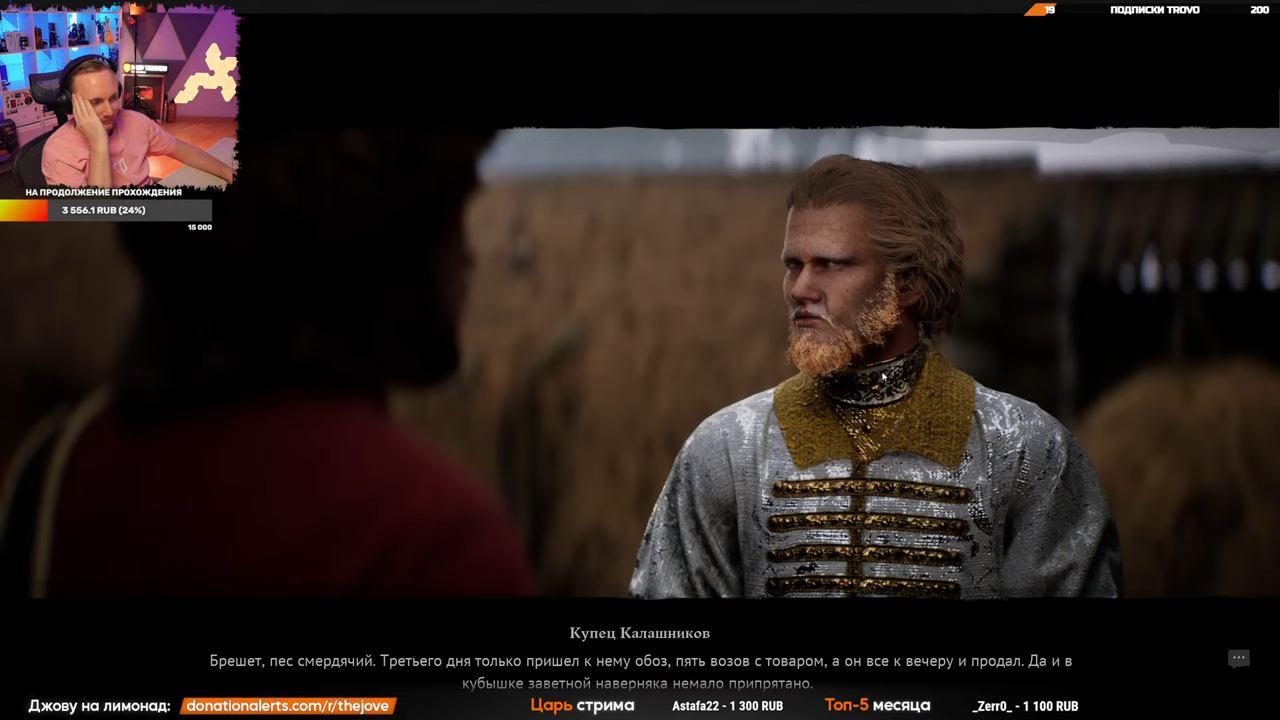 19 ПОДПИСКИ TROVO 200
НА ПРОДОЛЖЕНИЕ ПРОХОЖДЕНИЯ
3 556.1 RUB (24%)
15 000
Купец Калашников
Брешет, пес смердячий. Третьего дня только пришел к нему обоз, пять возов с товаром, а он все к вечеру и продал. Да и в
кубышке заветной наверняка немало припрятано.
Джову на лимонад: donationalerts.com/r/thejove Царь стрима Astafa22 - 1 300 RUB Топ-5 месяца _Zerr0_ - 1 100 RUB